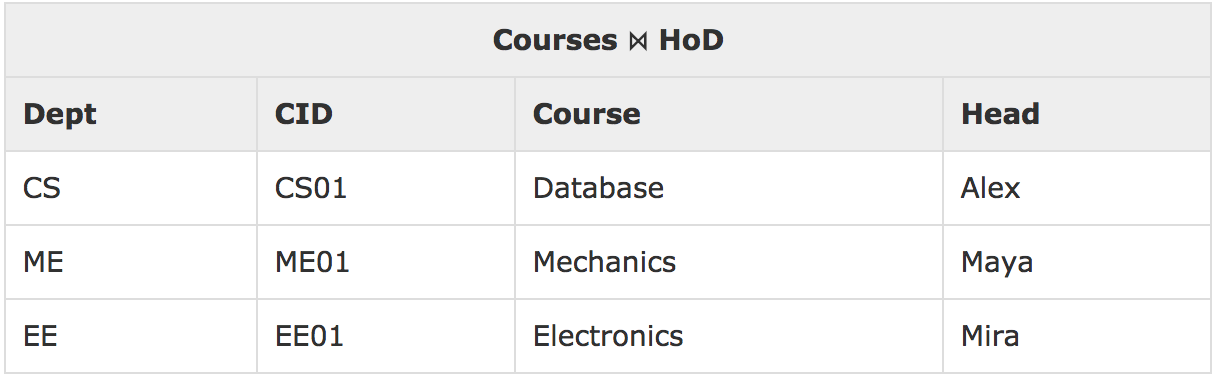 Courses ⋈ HoD
Dept CID Course Head
CS CS01 Database Alex
ME ME01 Mechanics Maya
EE EE01 Electronics Mira